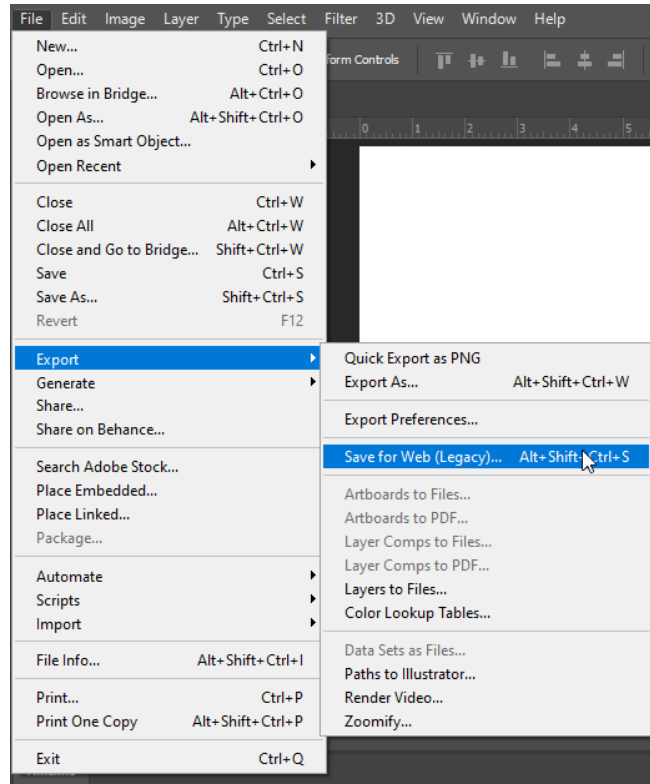 File Edit Image Layer Type Select Filter 3D View Window Help
form Controls
0 1 2 3 4 5
New... Ctrl+N
Open... Ctrl+O
Browse in Bridge... Alt+Ctrl+O
Open As... Alt+Shift+Ctrl+O
Open as Smart Object...
Open Recent
Close Ctrl+W
Close All Alt+Ctrl+W
Close and Go to Bridge... Shift+Ctrl+W
Save Ctrl+S
Save As... Shift+Ctrl+S
Revert F12
Export
Generate
Share...
Share on Behance...
Search Adobe Stock...
Place Embedded...
Place Linked...
Package...
Automate
Scripts
Import
File Info... Alt+Shift+Ctrl+I
Print... Ctrl+P
Print One Copy Alt+Shift+Ctrl+P
Exit Ctrl+Q
Quick Export as PNG
Export As... Alt+Shift+Ctrl+W
Export Preferences...
Save for Web (Legacy)... Alt+Shift+Ctrl+S
Artboards to Files...
Artboards to PDF...
Layer Comps to Files...
Layer Comps to PDF...
Layers to Files...
Color Lookup Tables...
Data Sets as Files...
Paths to Illustrator...
Render Video...
Zoomify...